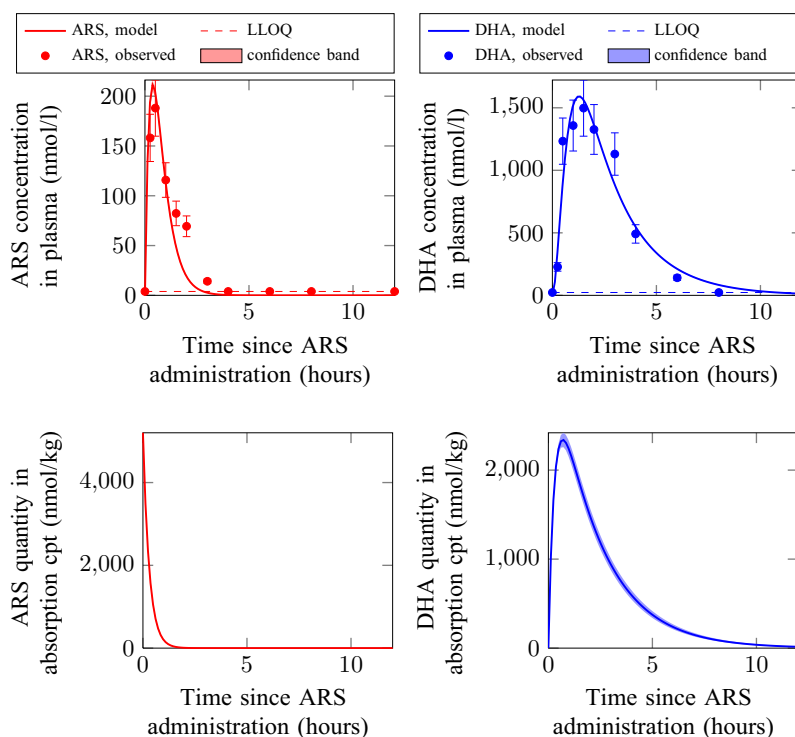 ARS, model
LLOQ
ARS, observed
confidence band
DHA, model
LLOQ
DHA, observed
confidence band
ARS concentration
in plasma (nmol/l)
200
150
100
50
0
0
5
10
Time since ARS
administration (hours)
DHA concentration
in plasma (nmol/l)
1,500
1,000
500
0
0
5
10
Time since ARS
administration (hours)
ARS quantity in
absorption cpt (nmol/kg)
4,000
2,000
0
0
5
10
Time since ARS
administration (hours)
DHA quantity in
absorption cpt (nmol/kg)
2,000
1,000
0
0
5
10
Time since ARS
administration (hours)